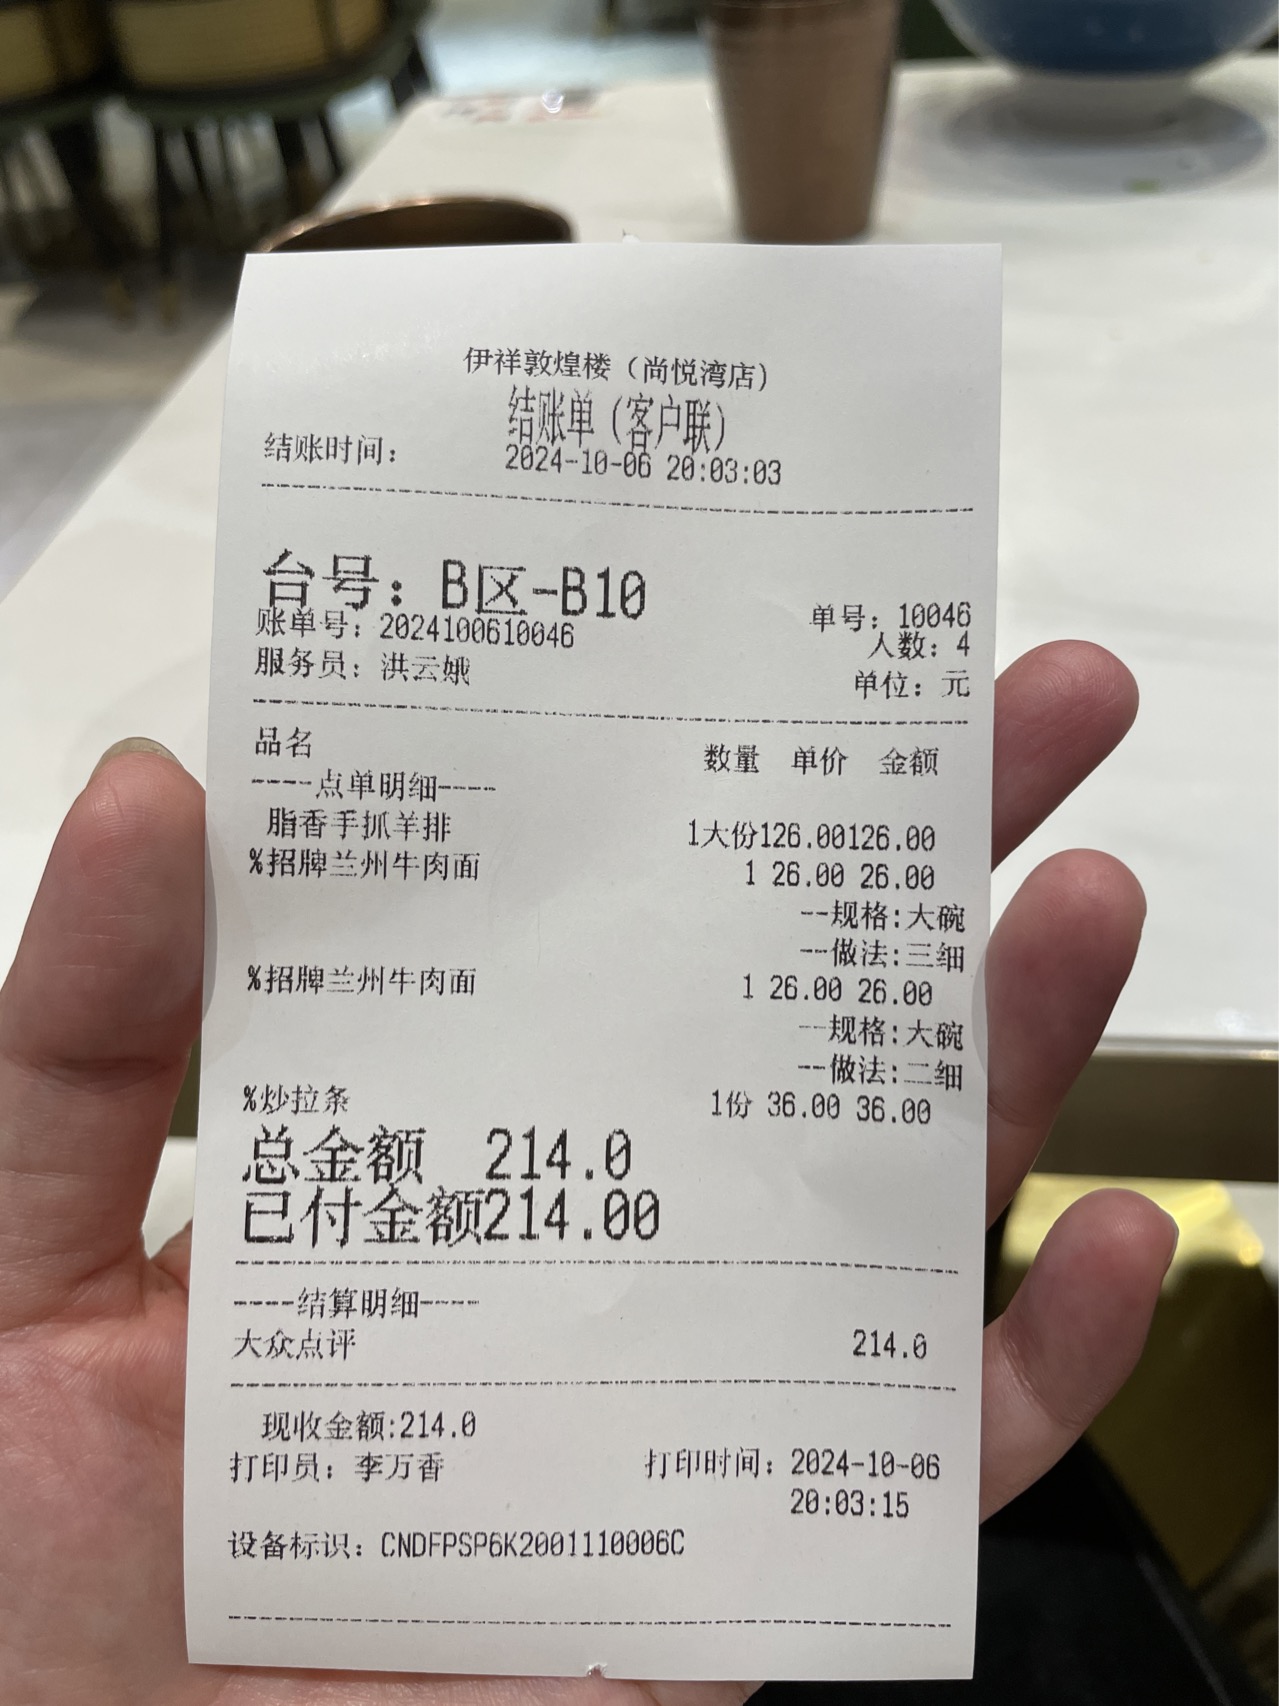 伊祥敦煌楼（尚悦湾店）
结账单（客户联）
结账时间： 2024-10-06 20:03:03
台号：B区-B10
账单号：2024100610046 单号：10046
人数：4
服务员：洪云娥 单位：元
品名 数量 单价 金额
----点单明细----
脂香手抓羊排 1大份126.00126.00
%招牌兰州牛肉面 1 26.00 26.00
--规格:大碗
--做法:三细
%招牌兰州牛肉面 1 26.00 26.00
--规格:大碗
--做法:二细
%炒拉条 1份 36.00 36.00
总金额 214.0
已付金额214.00
----结算明细----
大众点评 214.0
现收金额:214.0
打印员：李万香 打印时间：2024-10-06
20:03:15
设备标识：CNDFPSP6K2001110006C